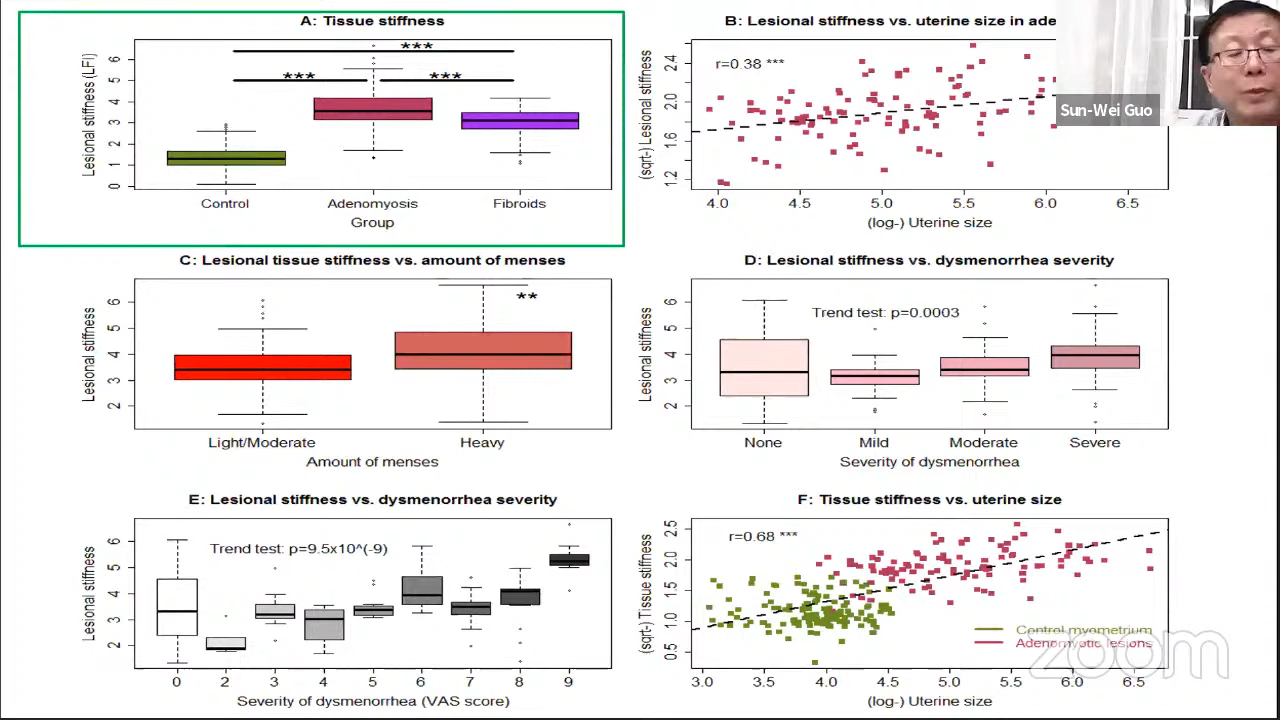 A: Tissue stiffness
Lesional stiffness (LFI)
0 1 2 3 4 5 6
***
*** ***
Control Adenomyosis Fibroids
Group
B: Lesional stiffness vs. uterine size in
(sqrt-) Lesional stiffness
1.2 1.6 2.0 2.4
r=0.38 ***
4.0 4.5 5.0 5.5 6.0 6.5
(log-) Uterine size
Sun-Wei Guo
C: Lesional tissue stiffness vs. amount of menses
Lesional stiffness
2 3 4 5 6
**
Light/Moderate Heavy
Amount of menses
D: Lesional stiffness vs. dysmenorrhea severity
Lesional stiffness
2 3 4 5 6
Trend test: p=0.0003
None Mild Moderate Severe
Severity of dysmenorrhea
E: Lesional stiffness vs. dysmenorrhea severity
Lesional stiffness
2 3 4 5 6
Trend test: p=9.5x10^(-9)
0 2 3 4 5 6 7 8 9
Severity of dysmenorrhea (VAS score)
F: Tissue stiffness vs. uterine size
(sqrt-) Tissue stiffness
0.5 1.0 1.5 2.0 2.5
r=0.68 ***
Control myometrium
Adenomyotic lesions
3.0 3.5 4.0 4.5 5.0 5.5 6.0 6.5
(log-) Uterine size
zoom